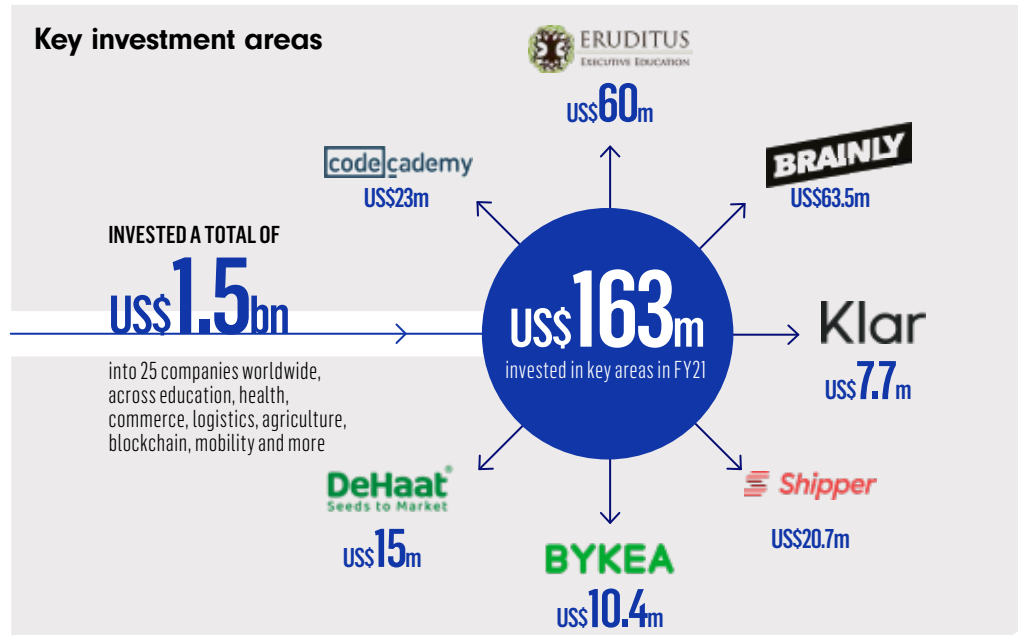 Key investment areas
ERUDITUS
EXECUTIVE EDUCATION
US$60m
codecademy
US$23m
BRAINLY
US$63.5m
INVESTED A TOTAL OF
US$1.5bn
into 25 companies worldwide,
across education, health,
commerce, logistics, agriculture,
blockchain, mobility and more
US$163m
invested in key areas in FY21
Klar
US$7.7m
DeHaat®
Seeds to Market
US$15m
BYKEA
US$10.4m
Shipper
US$20.7m